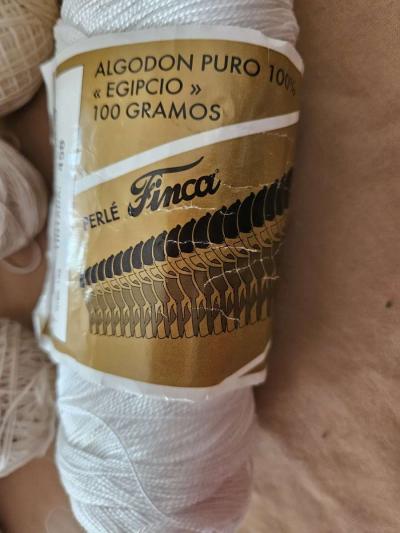 ALGODON PURO 100%
« EGIPCIO »
100 GRAMOS
PERLÉ Finca